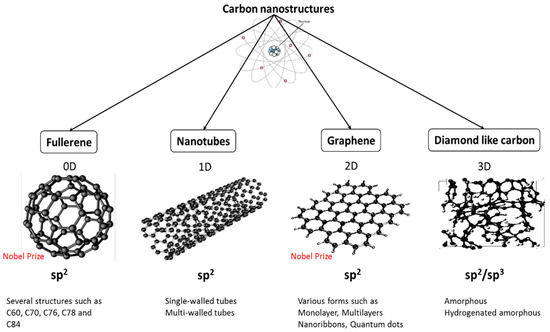 Carbon nanostructures
Nucleus
Fullerene Nanotubes Graphene Diamond like carbon
0D 1D 2D 3D
Nobel Prize Nobel Prize
sp² sp² sp² sp²/sp³
Several structures such as
C60, C70, C76, C78 and
C84
Single-walled tubes
Multi-walled tubes
Various forms such as
Monolayer, Multilayers
Nanoribbons, Quantum dots
Amorphous
Hydrogenated amorphous